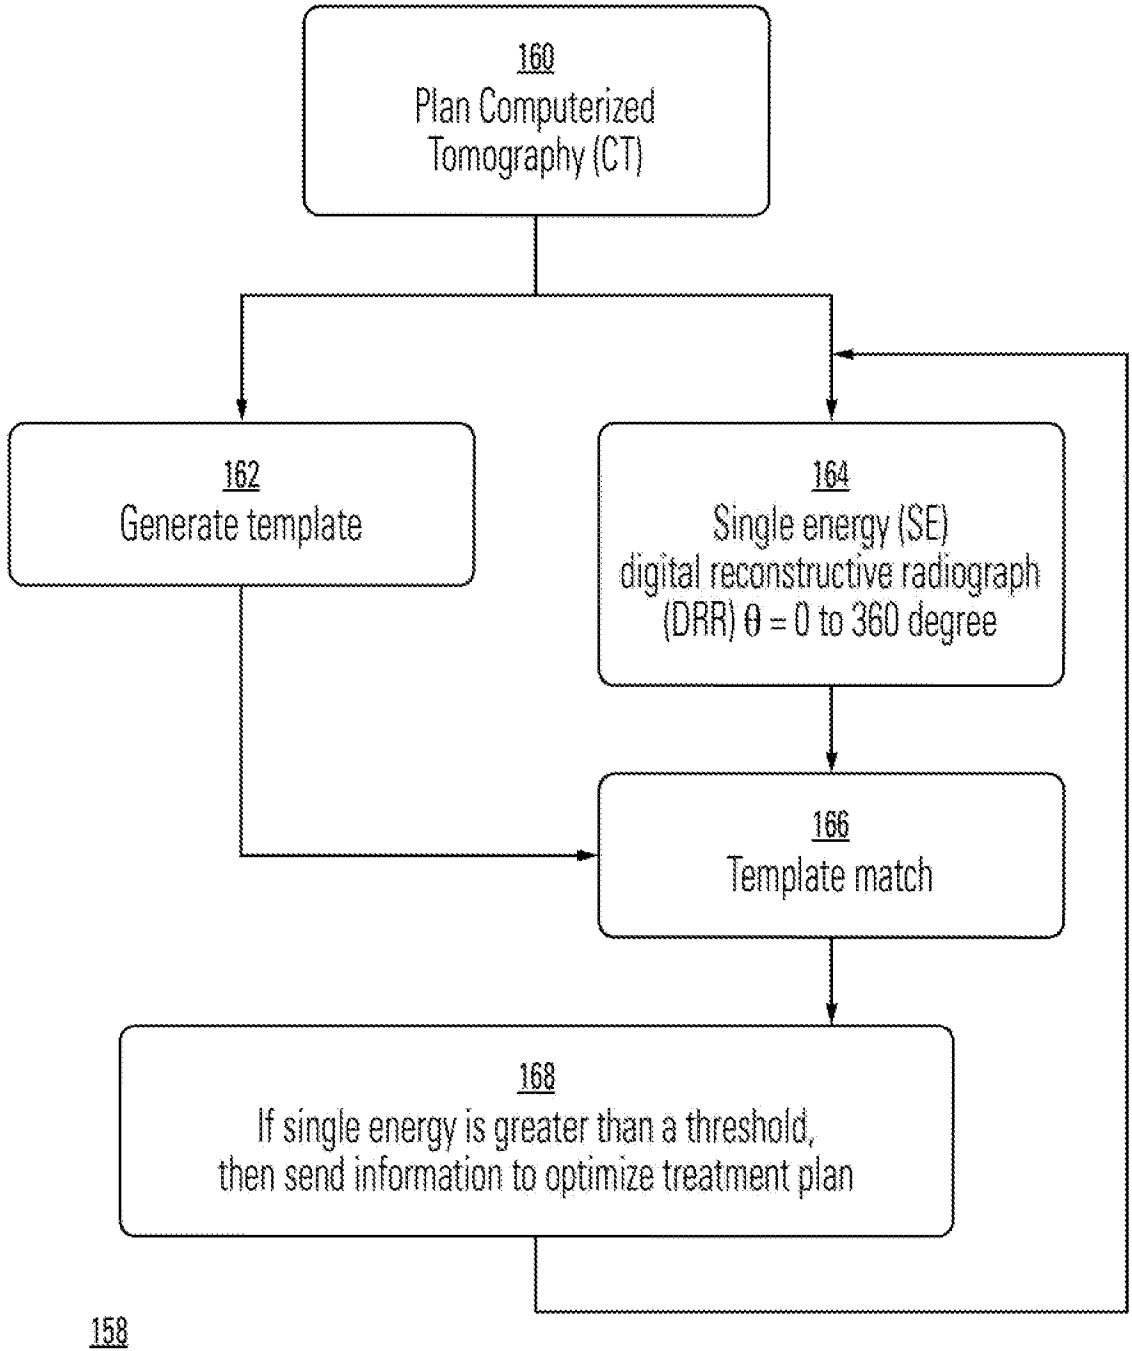 160
Plan Computerized
Tomography (CT)
162
Generate template
164
Single energy (SE)
digital reconstructive radiograph
(DRR) θ = 0 to 360 degree
166
Template match
168
If single energy is greater than a threshold,
then send information to optimize treatment plan
158